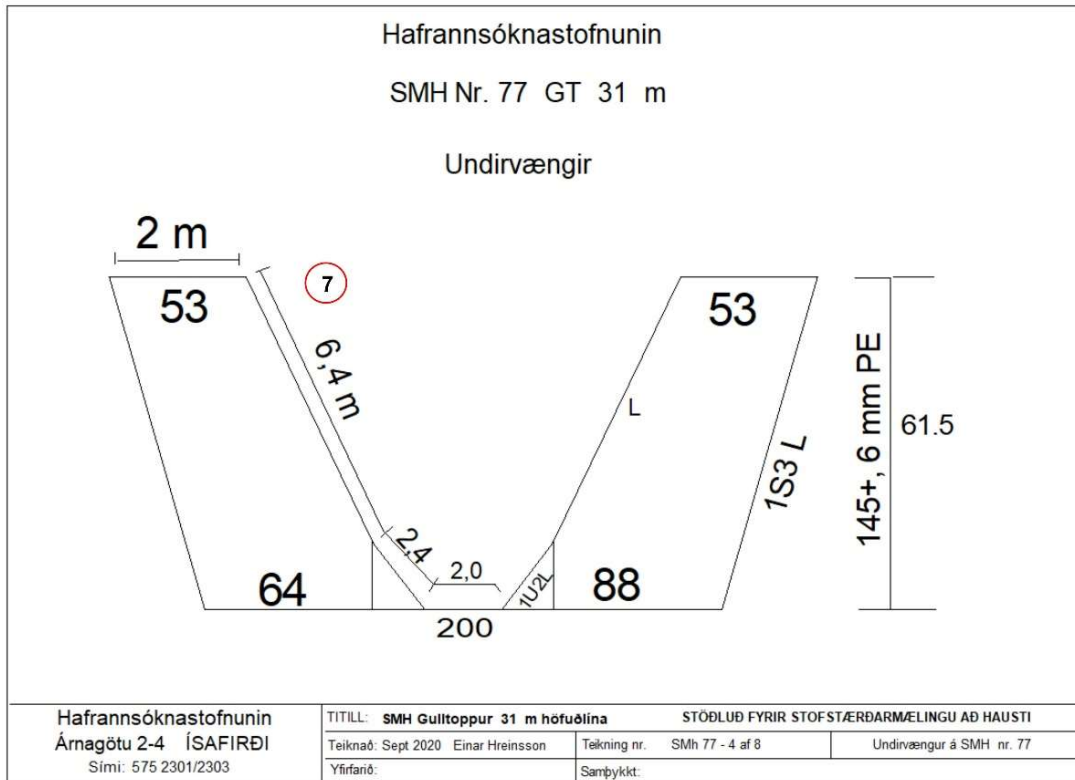 Hafrannsóknastofnunin
SMH Nr. 77 GT 31 m
Undirvængir
2 m
7
53
53
6,4 m
L
145+, 6 mm PE
61.5
1S3 L
2,4
2,0
1U2L
64
88
200
Hafrannsóknastofnunin
Árnagötu 2-4 ÍSAFIRÐI
Sími: 575 2301/2303
TITILL: SMH Gulltoppur 31 m höfuðlína STÖÐLUÐ FYRIR STOFSTÆRÐARMÆLINGU AÐ HAUSTI
Teiknað: Sept 2020 Einar Hreinsson Teikning nr. SMh 77 - 4 af 8 Undirvængur á SMH nr. 77
Yfirfarið: Samþykkt: